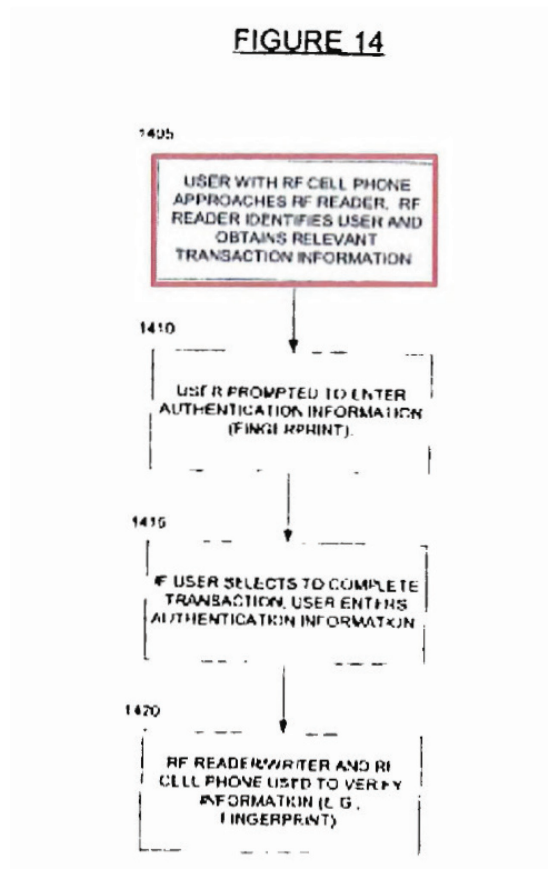 FIGURE 14
1405
USER WITH RF CELL PHONE
APPROACHES RF READER. RF
READER IDENTIFIES USER AND
OBTAINS RELEVANT
TRANSACTION INFORMATION
1410
USER PROMPTED TO ENTER
AUTHENTICATION INFORMATION
(FINGERPRINT).
1415
IF USER SELECTS TO COMPLETE
TRANSACTION, USER ENTERS
AUTHENTICATION INFORMATION
1420
RF READER/WRITER AND RF
CELL PHONE USED TO VERIFY
INFORMATION (E.G.,
FINGERPRINT)